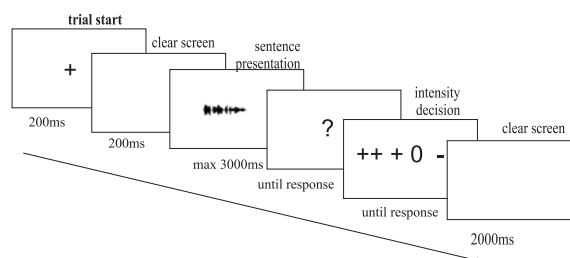 trial start
+
200ms
clear screen
200ms
sentence
presentation
max 3000ms
?
until response
intensity
decision
++ + 0 -
until response
clear screen
2000ms